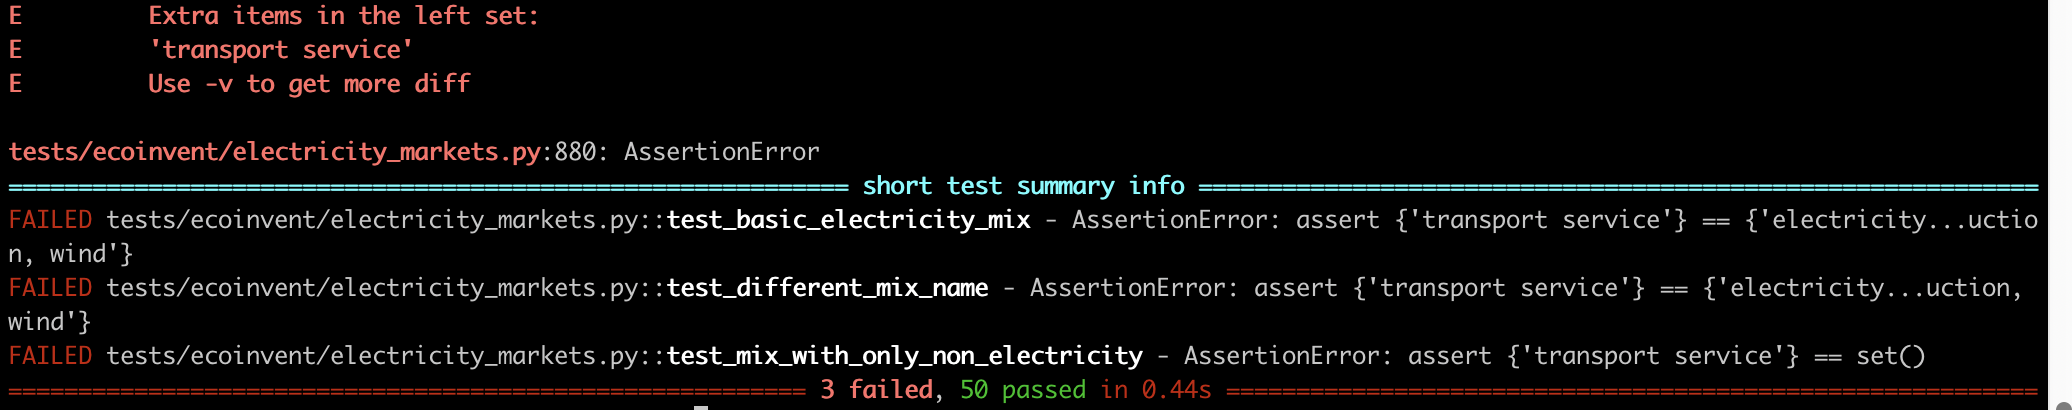 E Extra items in the left set:
E 'transport service'
E Use -v to get more diff
tests/ecoinvent/electricity_markets.py:880: AssertionError
============================================================ short test summary info ============================================================
FAILED tests/ecoinvent/electricity_markets.py::test_basic_electricity_mix - AssertionError: assert {'transport service'} == {'electricity...uctio
n, wind'}
FAILED tests/ecoinvent/electricity_markets.py::test_different_mix_name - AssertionError: assert {'transport service'} == {'electricity...uction,
wind'}
FAILED tests/ecoinvent/electricity_markets.py::test_mix_with_only_non_electricity - AssertionError: assert {'transport service'} == set()
========================================================= 3 failed, 50 passed in 0.44s ==========================================================